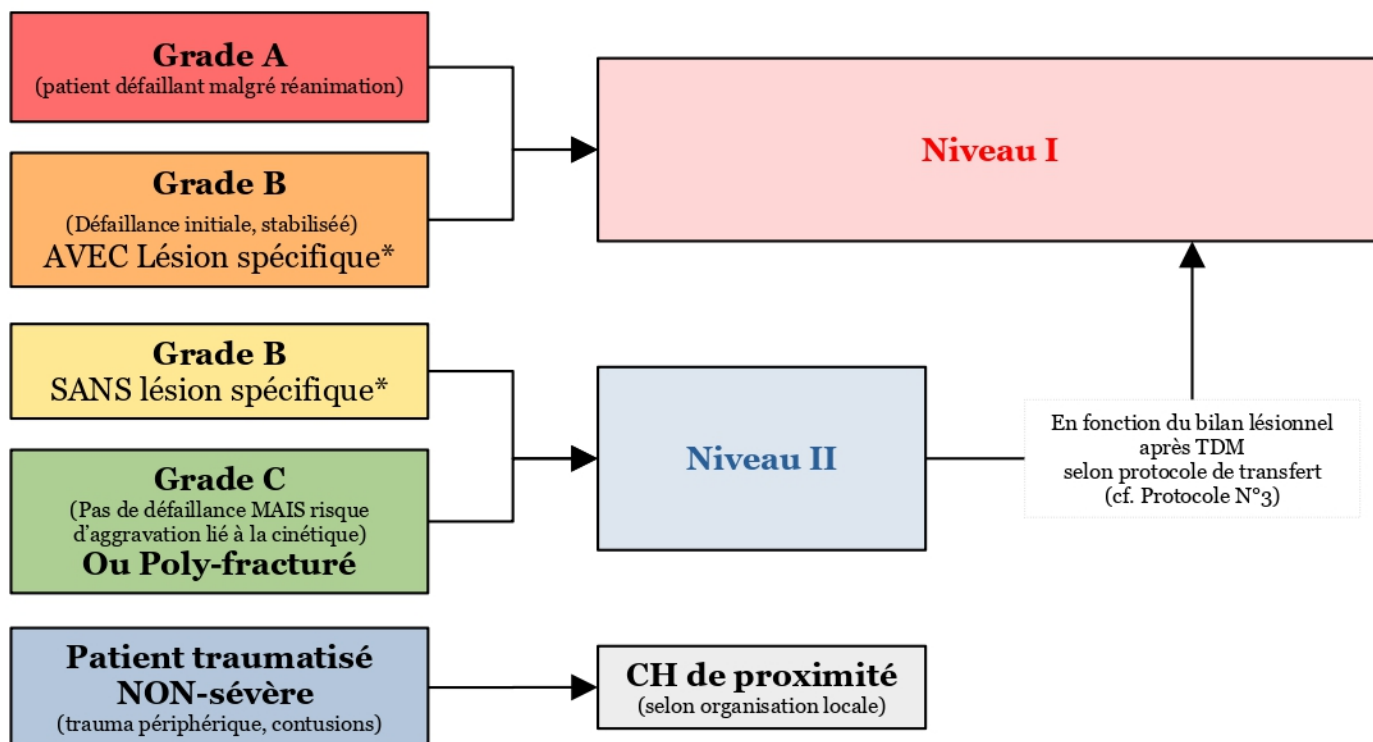 Grade A
(patient défaillant malgré réanimation)
Niveau I
Grade B
(Défaillance initiale, stabiliséé)
AVEC Lésion spécifique*
Grade B
SANS lésion spécifique*
Niveau II
En fonction du bilan lésionnel
après TDM
selon protocole de transfert
(cf. Protocole N°3)
Grade C
(Pas de défaillance MAIS risque
d'aggravation lié à la cinétique)
Ou Poly-fracturé
Patient traumatisé
NON-sévère
(trauma périphérique, contusions)
CH de proximité
(selon organisation locale)